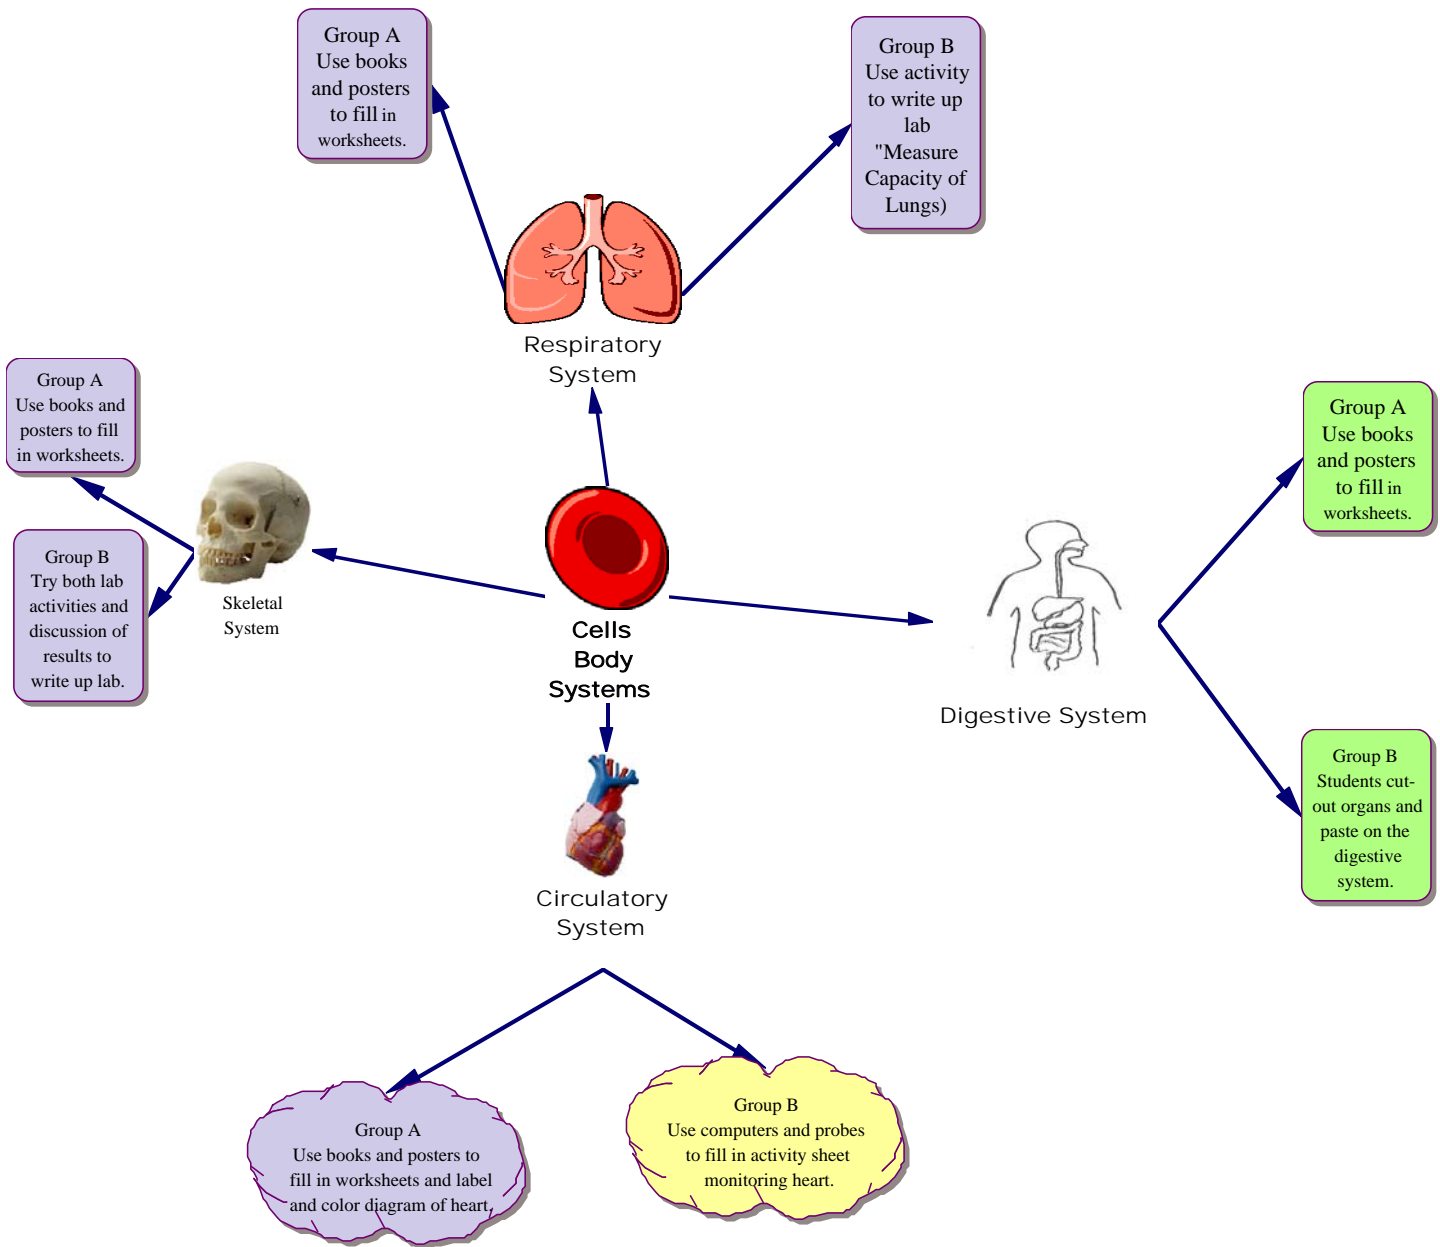 Group A
Use books
and posters
to fill in
worksheets.
Group B
Use activity
to write up
lab
"Measure
Capacity of
Lungs)
Respiratory
System
Group A
Use books and
posters to fill
in worksheets.
Group B
Try both lab
activities and
discussion of
results to
write up lab.
Skeletal
System
Cells
Body
Systems
Digestive System
Group A
Use books
and posters
to fill in
worksheets.
Group B
Students cut-
out organs and
paste on the
digestive
system.
Circulatory
System
Group A
Use books and posters to
fill in worksheets and label
and color diagram of heart.
Group B
Use computers and probes
to fill in activity sheet
monitoring heart.